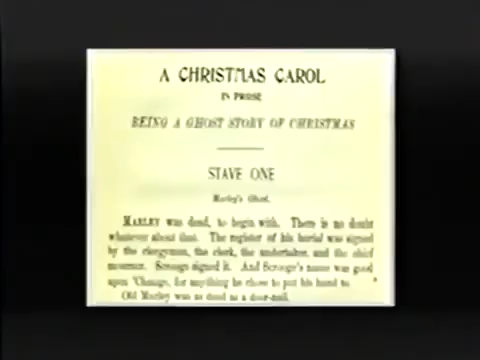 A CHRISTMAS CAROL
IN PROSE
BEING A GHOST STORY OF CHRISTMAS
STAVE ONE
Marley's Ghost.
MARLEY was dead, to begin with. There is no doubt
whatever about that. The register of his burial was signed
by the clergyman, the clerk, the undertaker, and the chief
mourner. Scrooge signed it. And Scrooge's name was good
upon 'Change, for anything he chose to put his hand to.
Old Marley was as dead as a door-nail.